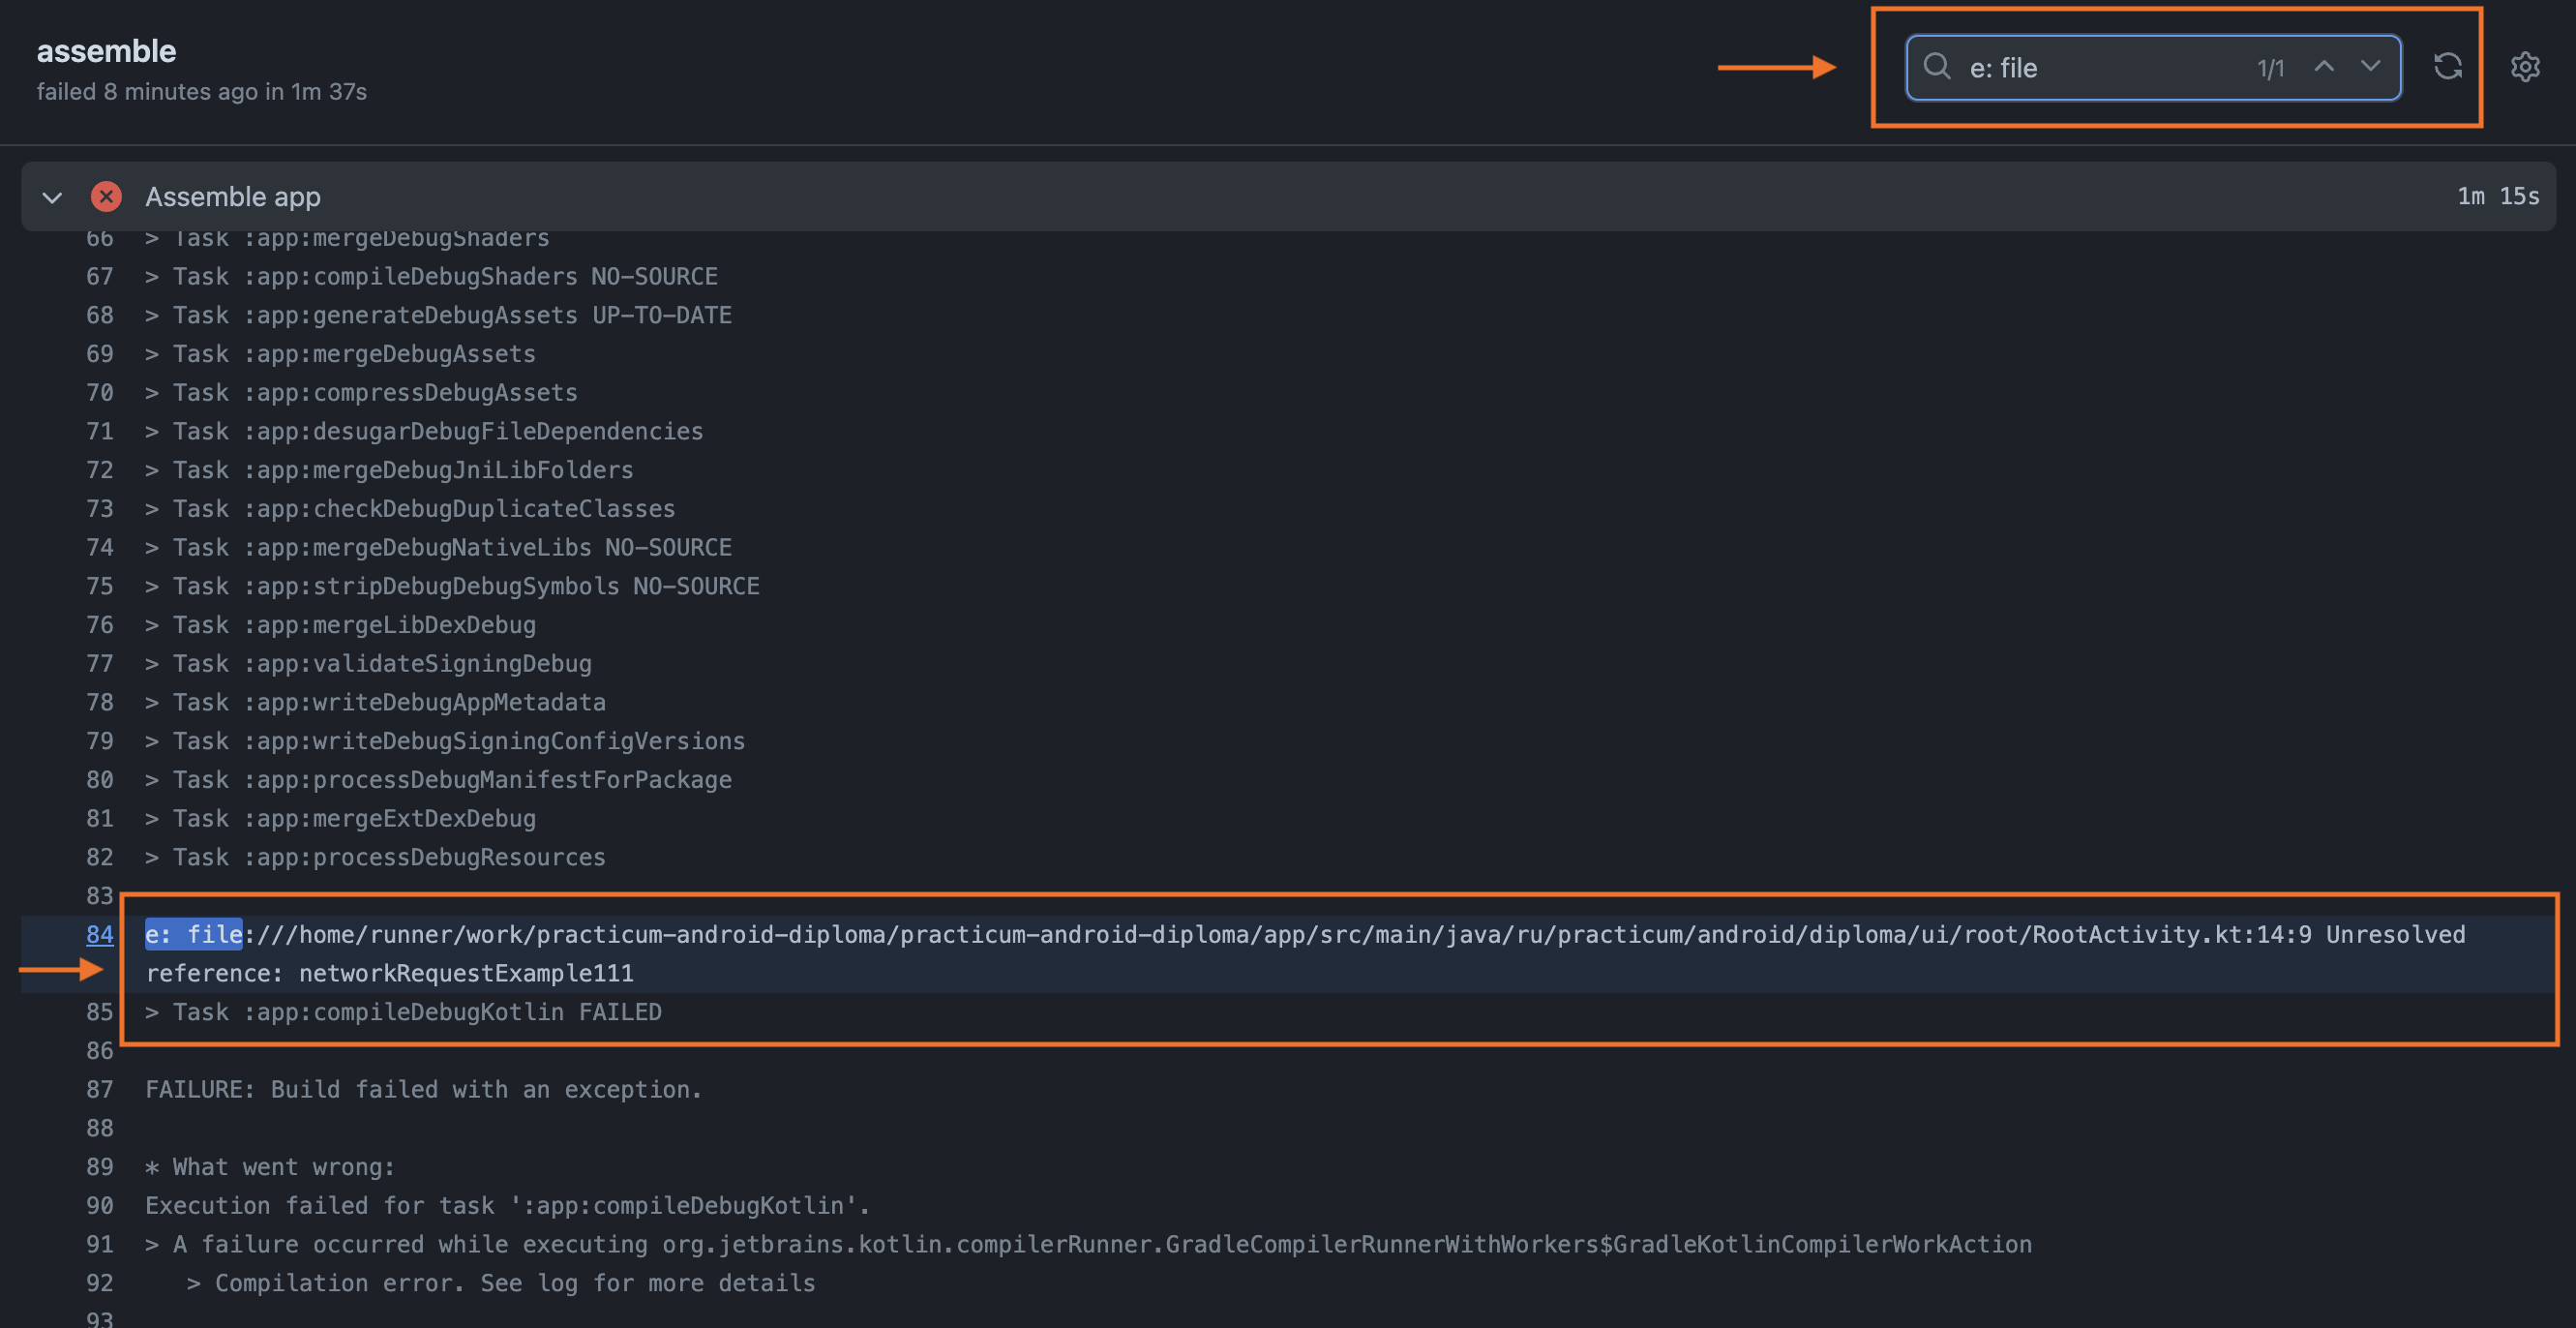 assemble
failed 8 minutes ago in 1m 37s
e: file 1/1
Assemble app 1m 15s
66 > Task :app:mergeDebugShaders
67 > Task :app:compileDebugShaders NO-SOURCE
68 > Task :app:generateDebugAssets UP-TO-DATE
69 > Task :app:mergeDebugAssets
70 > Task :app:compressDebugAssets
71 > Task :app:desugarDebugFileDependencies
72 > Task :app:mergeDebugJniLibFolders
73 > Task :app:checkDebugDuplicateClasses
74 > Task :app:mergeDebugNativeLibs NO-SOURCE
75 > Task :app:stripDebugDebugSymbols NO-SOURCE
76 > Task :app:mergeLibDexDebug
77 > Task :app:validateSigningDebug
78 > Task :app:writeDebugAppMetadata
79 > Task :app:writeDebugSigningConfigVersions
80 > Task :app:processDebugManifestForPackage
81 > Task :app:mergeExtDexDebug
82 > Task :app:processDebugResources
83
84 e: file:///home/runner/work/practicum-android-diploma/practicum-android-diploma/app/src/main/java/ru/practicum/android/diploma/ui/root/RootActivity.kt:14:9 Unresolved
reference: networkRequestExample111
85 > Task :app:compileDebugKotlin FAILED
86
87 FAILURE: Build failed with an exception.
88
89 * What went wrong:
90 Execution failed for task ':app:compileDebugKotlin'.
91 > A failure occurred while executing org.jetbrains.kotlin.compilerRunner.GradleCompilerRunnerWithWorkers$GradleKotlinCompilerWorkAction
92 > Compilation error. See log for more details
93